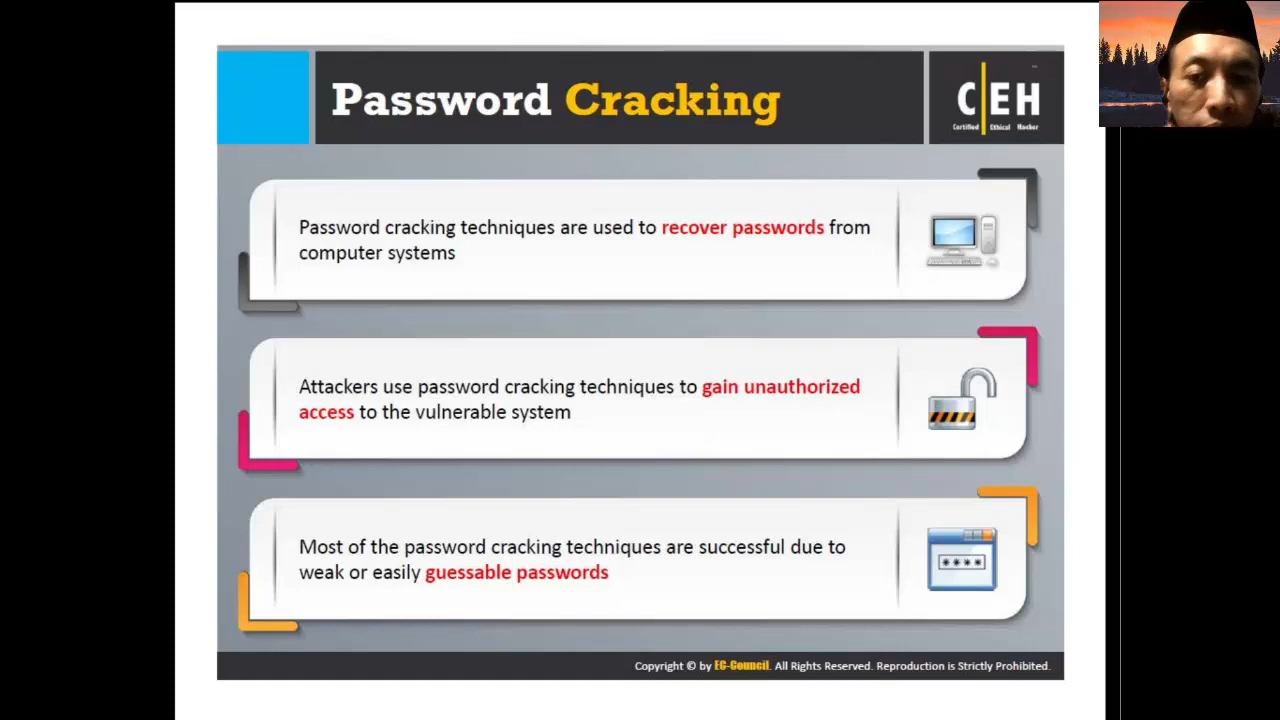 Password Cracking
CEH
Certified Ethical Hacker
Password cracking techniques are used to recover passwords from
computer systems
Attackers use password cracking techniques to gain unauthorized
access to the vulnerable system
Most of the password cracking techniques are successful due to
weak or easily guessable passwords
****
Copyright © by EC-Council. All Rights Reserved. Reproduction is Strictly Prohibited.